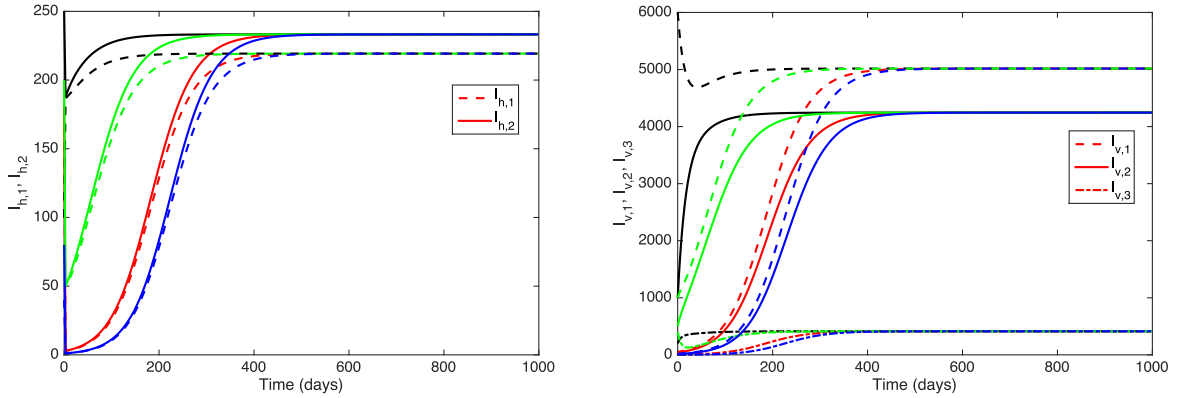 250
200
150
100
50
0
I_{h,1}, I_{h,2}
I_{h,1}
I_{h,2}
0 200 400 600 800 1000
Time (days)
6000
5000
4000
3000
2000
1000
0
I_{v,1}, I_{v,2}, I_{v,3}
I_{v,1}
I_{v,2}
I_{v,3}
0 200 400 600 800 1000
Time (days)